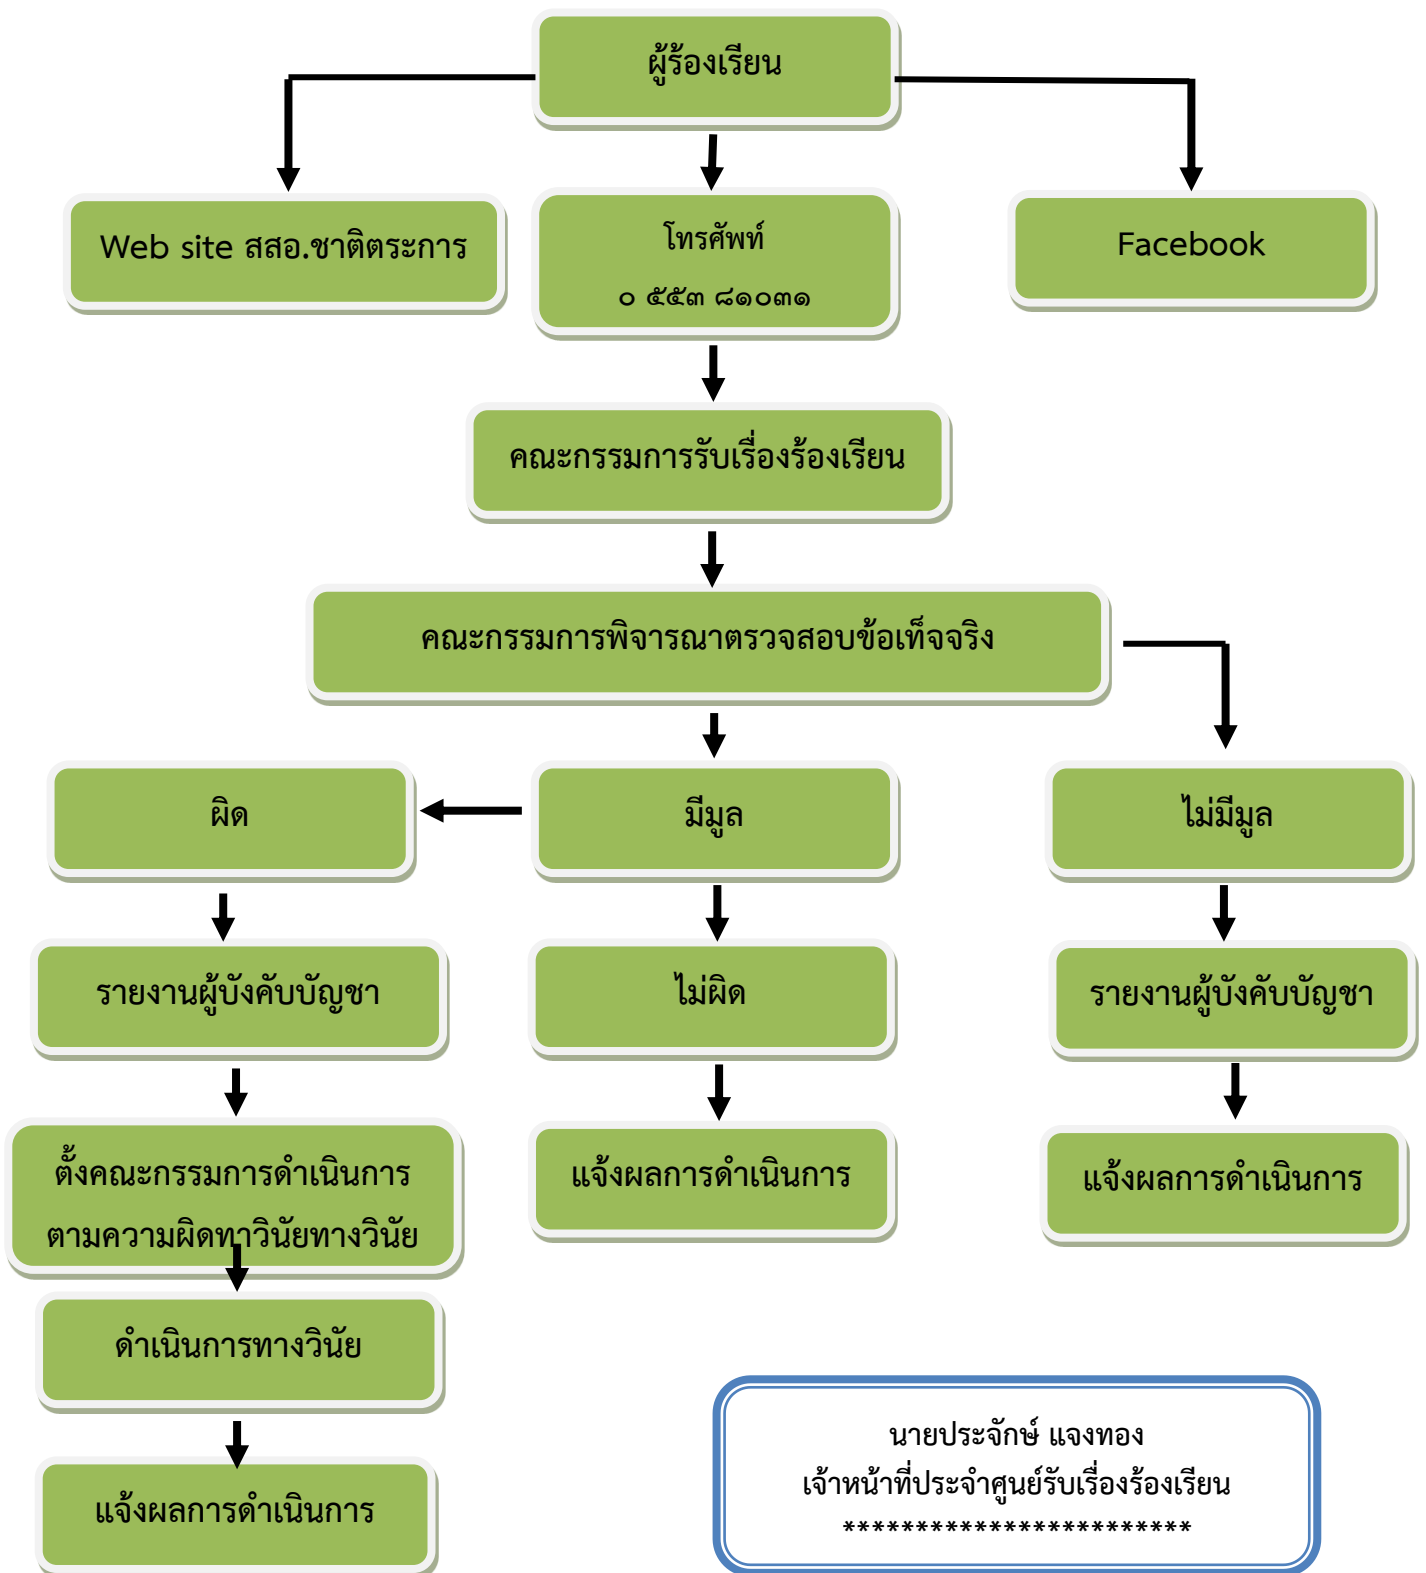 ผู้ร้องเรียน
Web site สสอ.ชาติตระการ
โทรศัพท์
๐ ๕๕๓ ๘๑๐๓๑
Facebook
คณะกรรมการรับเรื่องร้องเรียน
คณะกรรมการพิจารณาตรวจสอบข้อเท็จจริง
ผิด
มีมูล
ไม่มีมูล
รายงานผู้บังคับบัญชา
ไม่ผิด
รายงานผู้บังคับบัญชา
ตั้งคณะกรรมการดำเนินการ
ตามความผิดทาวินัยทางวินัย
แจ้งผลการดำเนินการ
แจ้งผลการดำเนินการ
ดำเนินการทางวินัย
แจ้งผลการดำเนินการ
นายประจักษ์ แจงทอง
เจ้าหน้าที่ประจำศูนย์รับเรื่องร้องเรียน
************************